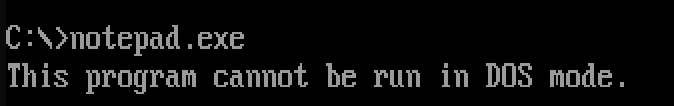 C:\>notepad.exe
This program cannot be run in DOS mode.